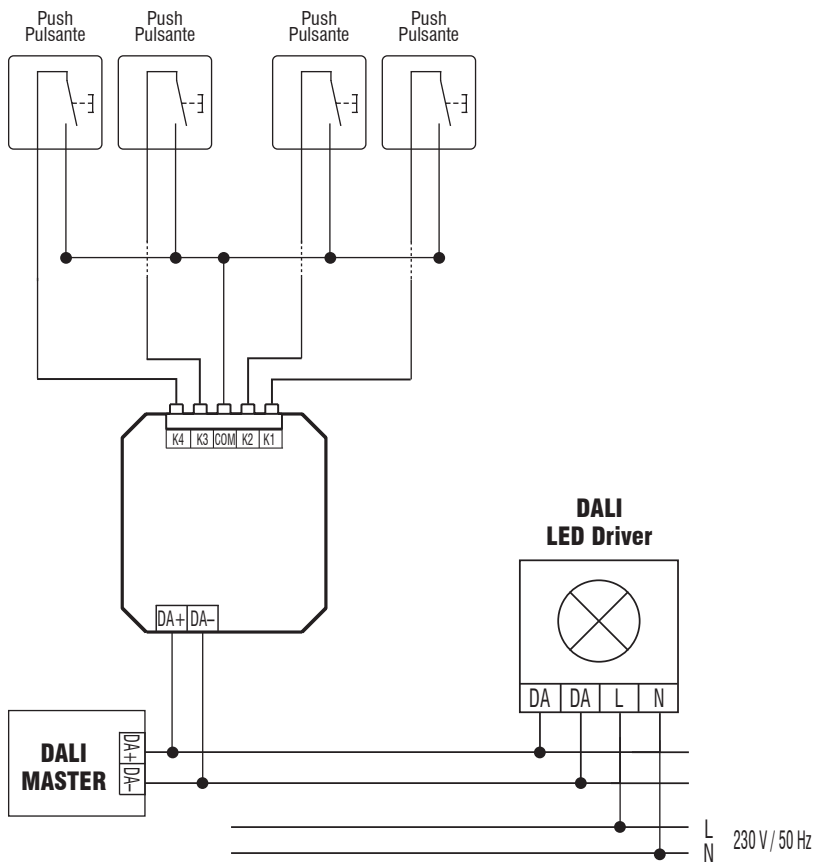 Push
Pulsante
Push
Pulsante
Push
Pulsante
Push
Pulsante
K4 K3 COM K2 K1
DA+ DA–
DALI
LED Driver
DA DA L N
DALI
MASTER
DA+
DA–
L
N
230 V / 50 Hz